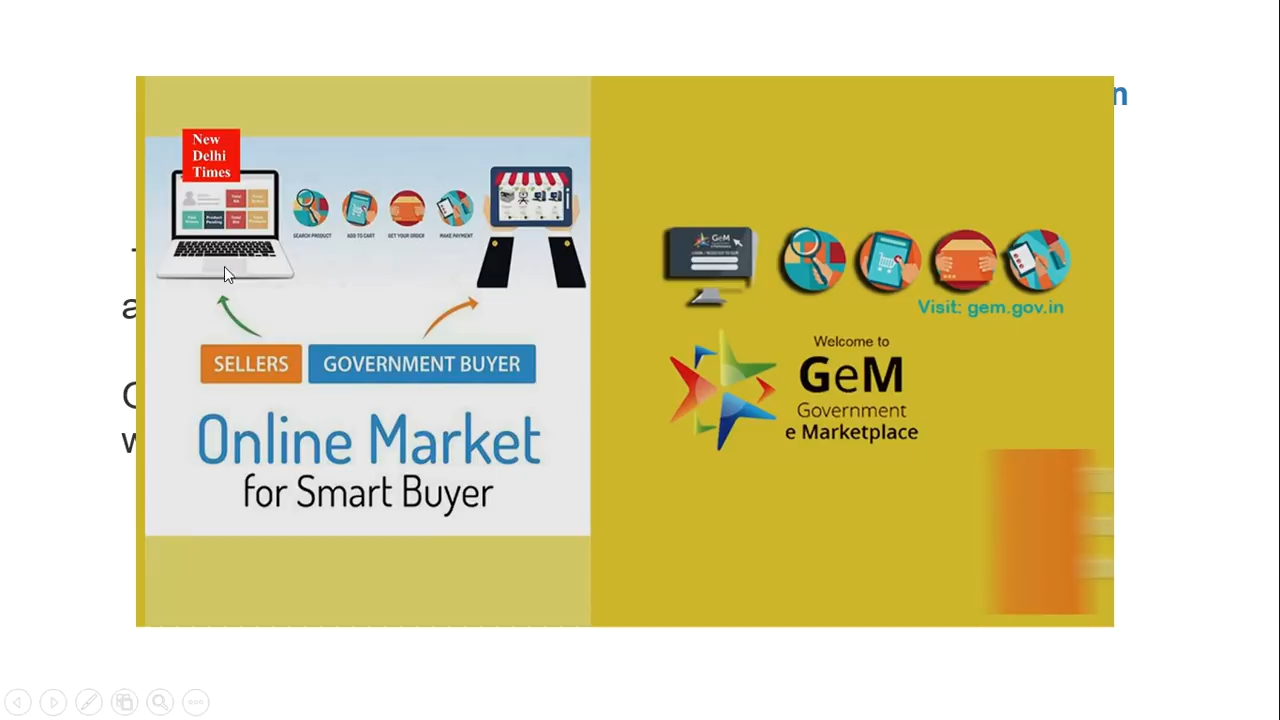 n
New
Delhi
Times
SEARCH PRODUCT
ADD TO CART
GET YOUR ORDER
MAKE PAYMENT
SELLERS
GOVERNMENT BUYER
Online Market
for Smart Buyer
GeM
Visit: gem.gov.in
Welcome to
GeM
Government
e Marketplace